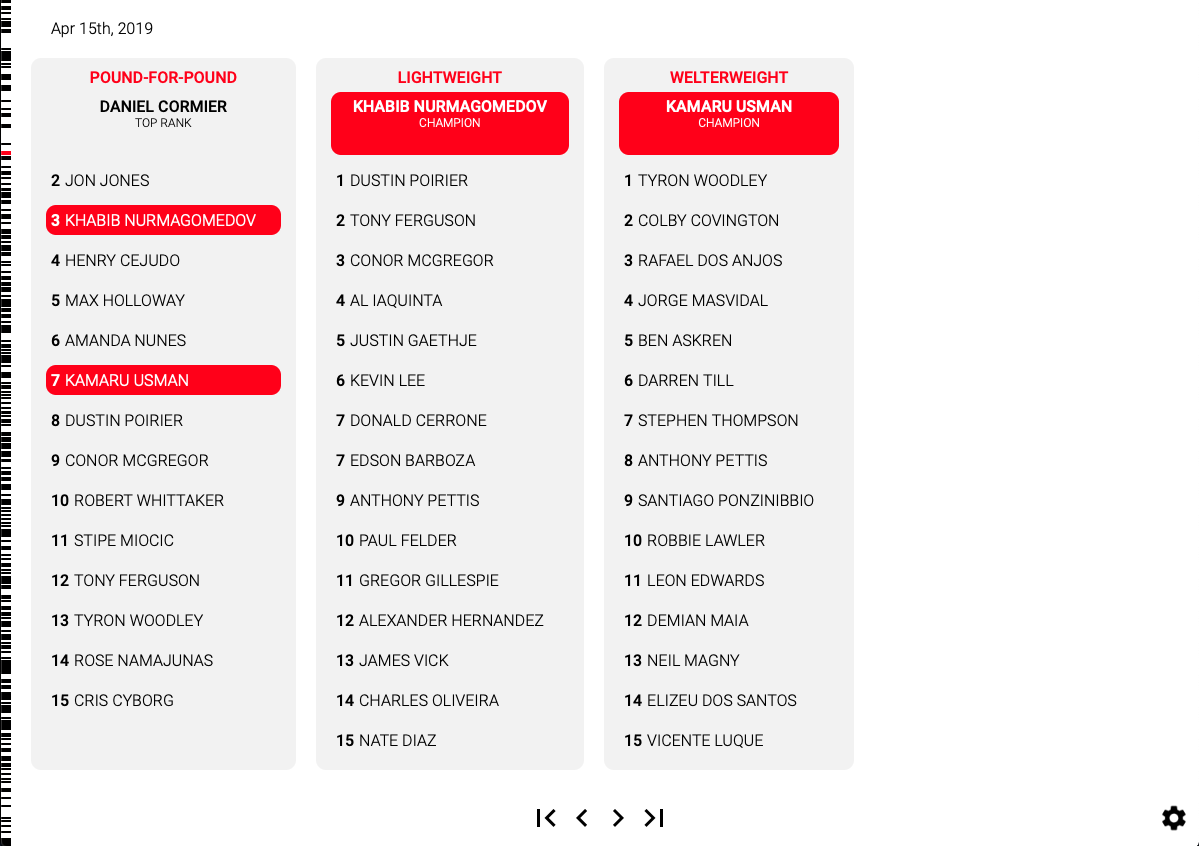 Apr 15th, 2019
POUND-FOR-POUND
DANIEL CORMIER
TOP RANK
2 JON JONES
3 KHABIB NURMAGOMEDOV
4 HENRY CEJUDO
5 MAX HOLLOWAY
6 AMANDA NUNES
7 KAMARU USMAN
8 DUSTIN POIRIER
9 CONOR MCGREGOR
10 ROBERT WHITTAKER
11 STIPE MIOCIC
12 TONY FERGUSON
13 TYRON WOODLEY
14 ROSE NAMAJUNAS
15 CRIS CYBORG
LIGHTWEIGHT
KHABIB NURMAGOMEDOV
CHAMPION
1 DUSTIN POIRIER
2 TONY FERGUSON
3 CONOR MCGREGOR
4 AL IAQUINTA
5 JUSTIN GAETHJE
6 KEVIN LEE
7 DONALD CERRONE
7 EDSON BARBOZA
9 ANTHONY PETTIS
10 PAUL FELDER
11 GREGOR GILLESPIE
12 ALEXANDER HERNANDEZ
13 JAMES VICK
14 CHARLES OLIVEIRA
15 NATE DIAZ
WELTERWEIGHT
KAMARU USMAN
CHAMPION
1 TYRON WOODLEY
2 COLBY COVINGTON
3 RAFAEL DOS ANJOS
4 JORGE MASVIDAL
5 BEN ASKREN
6 DARREN TILL
7 STEPHEN THOMPSON
8 ANTHONY PETTIS
9 SANTIAGO PONZINIBBIO
10 ROBBIE LAWLER
11 LEON EDWARDS
12 DEMIAN MAIA
13 NEIL MAGNY
14 ELIZEU DOS SANTOS
15 VICENTE LUQUE